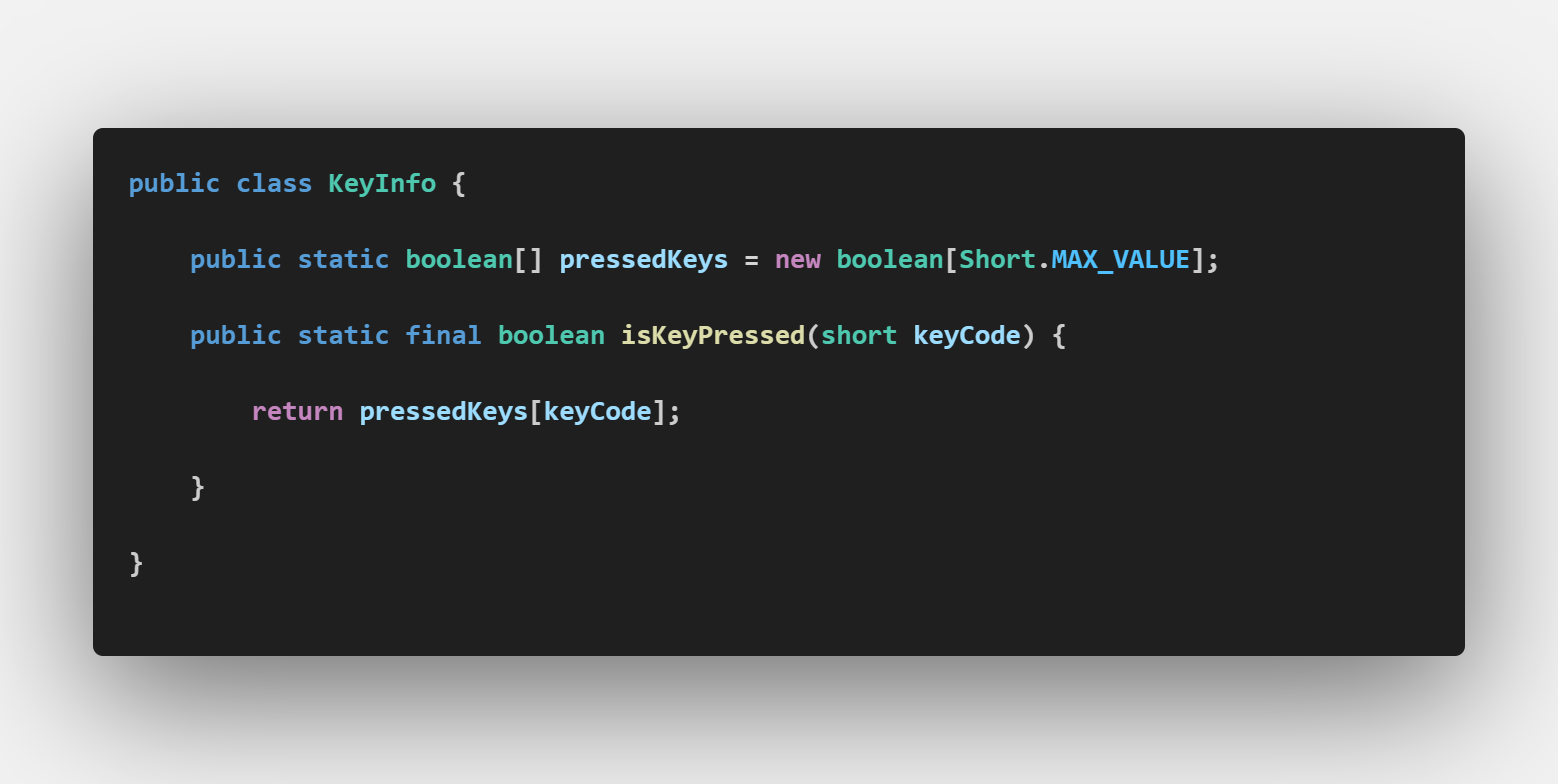 public class KeyInfo {
    public static boolean[] pressedKeys = new boolean[Short.MAX_VALUE];
    public static final boolean isKeyPressed(short keyCode) {
        return pressedKeys[keyCode];
    }
}